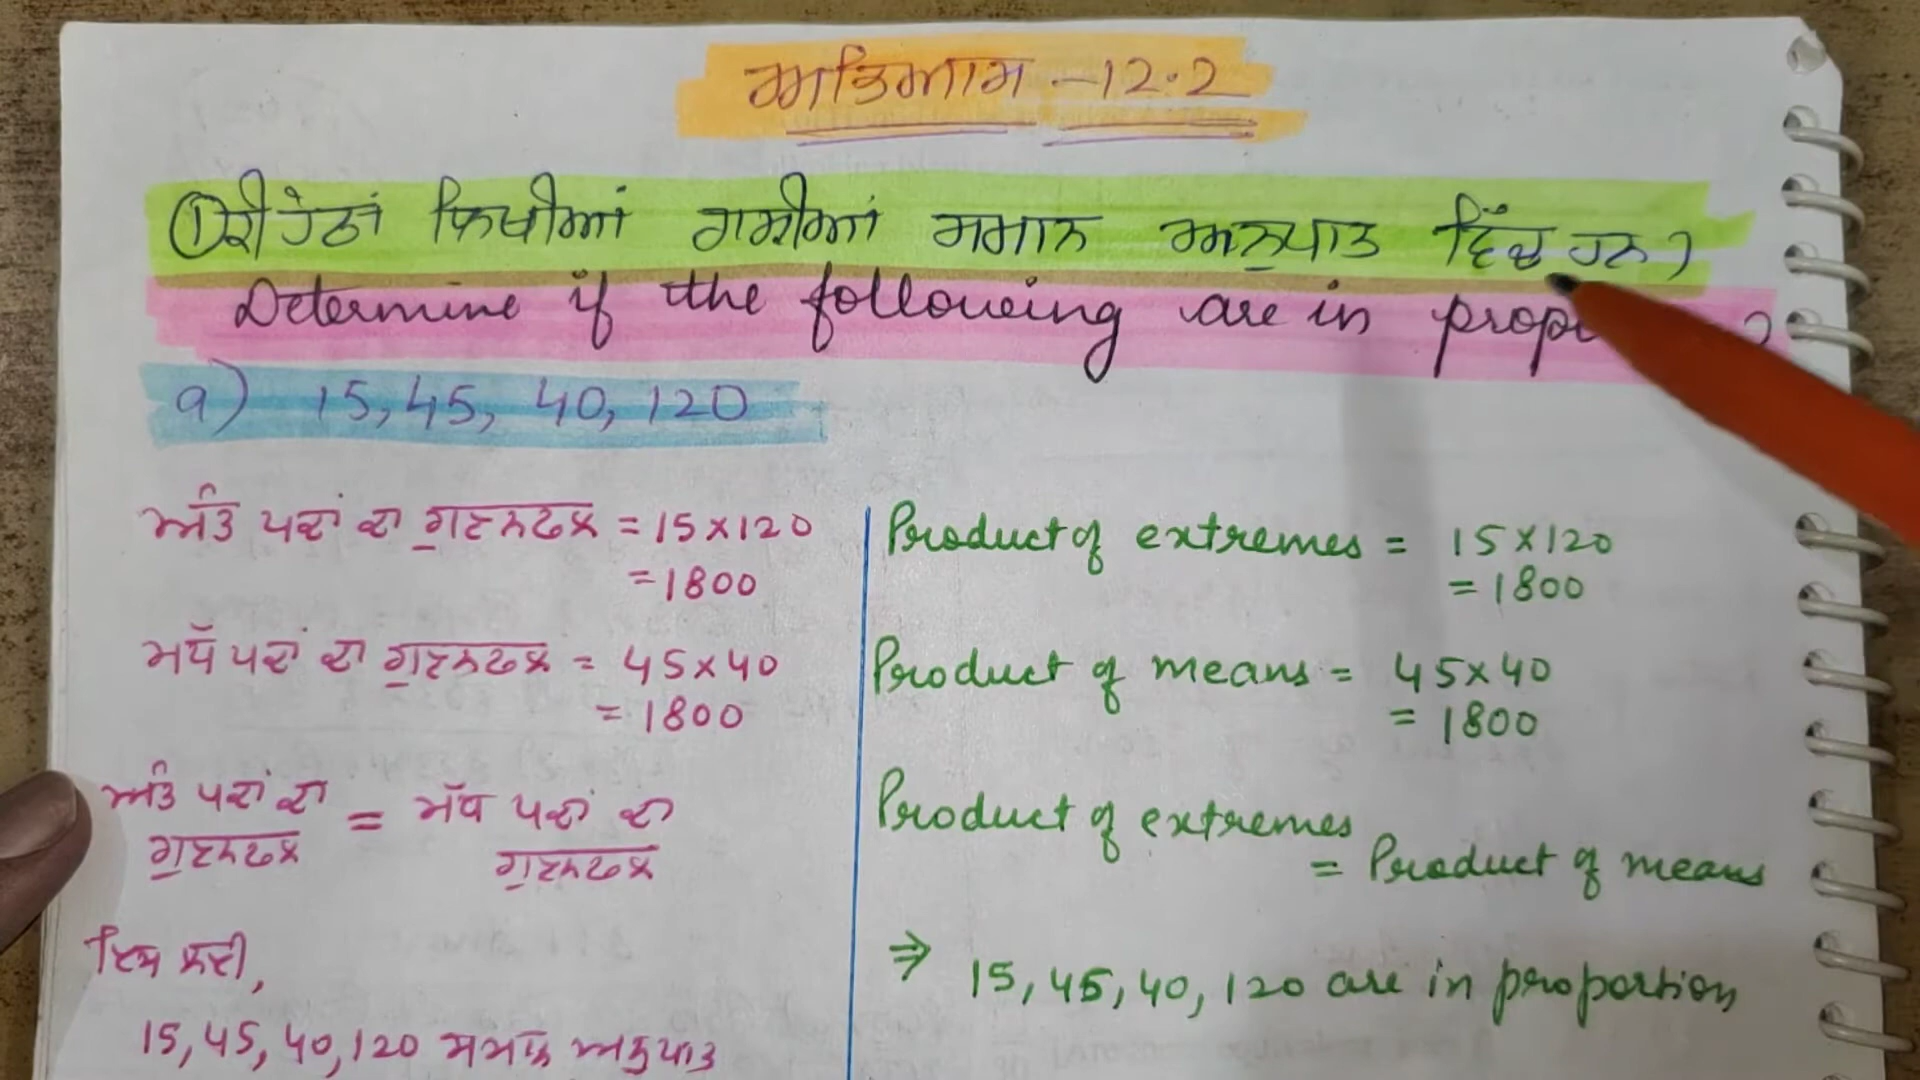 ਅਭਿਆਸ - 12.2
① ਕੀ ਹੇਠਾਂ ਲਿਖੀਆਂ ਰਾਸ਼ੀਆਂ ਸਮਾਨ ਅਨੁਪਾਤ ਵਿੱਚ ਹਨ?
Determine if the following are in prop
a) 15, 45, 40, 120
ਅੰਤ ਪਦਾਂ ਦਾ ਗੁਣਨਫਲ = 15 × 120
= 1800
ਮੱਧ ਪਦਾਂ ਦਾ ਗੁਣਨਫਲ = 45 × 40
= 1800
ਅੰਤ ਪਦਾਂ ਦਾ ਗੁਣਨਫਲ = ਮੱਧ ਪਦਾਂ ਦਾ ਗੁਣਨਫਲ
ਇਸ ਲਈ,
15, 45, 40, 120 ਸਮਾਨ ਅਨੁਪਾਤ
Product of extremes = 15 × 120
= 1800
Product of means = 45 × 40
= 1800
Product of extremes
= Product of means
⇒ 15, 45, 40, 120 are in proportion